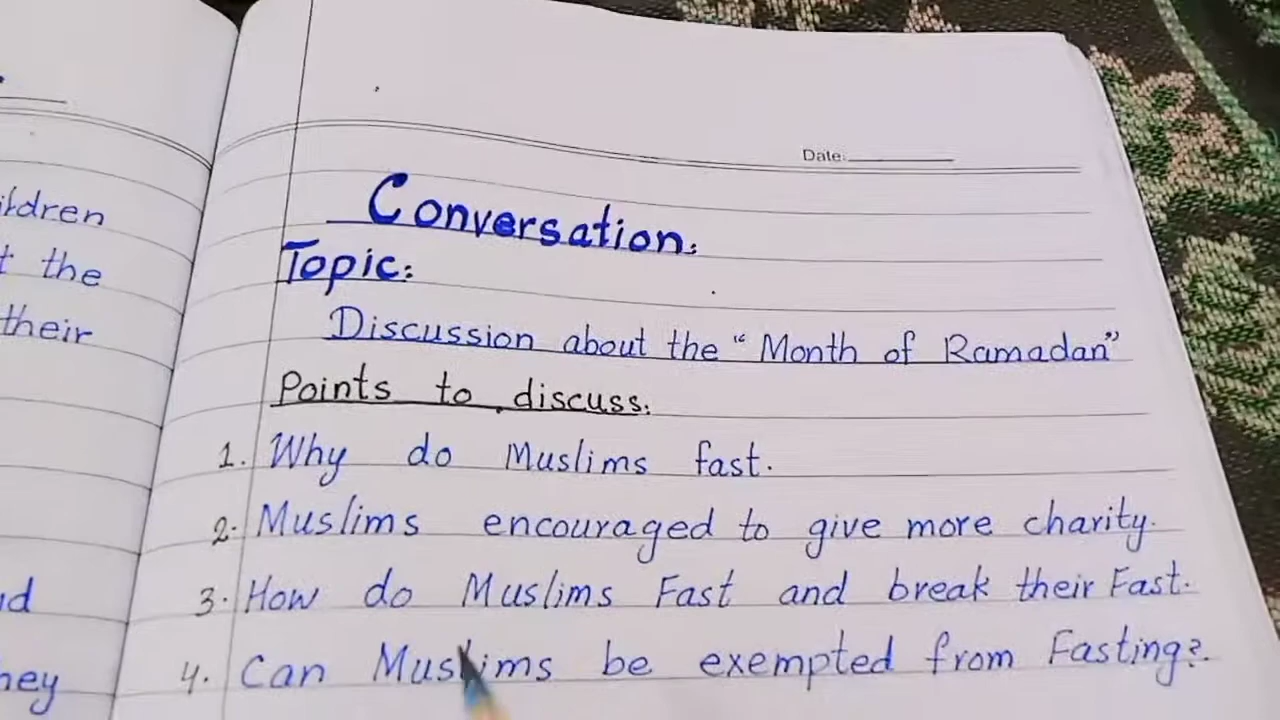 Date:
Conversation:
Topic:
Discussion about the "Month of Ramadan"
Points to discuss:
1. Why do Muslims fast.
2. Muslims encouraged to give more charity.
3. How do Muslims Fast and break their Fast.
4. Can Muslims be exempted from Fasting?.
the
their